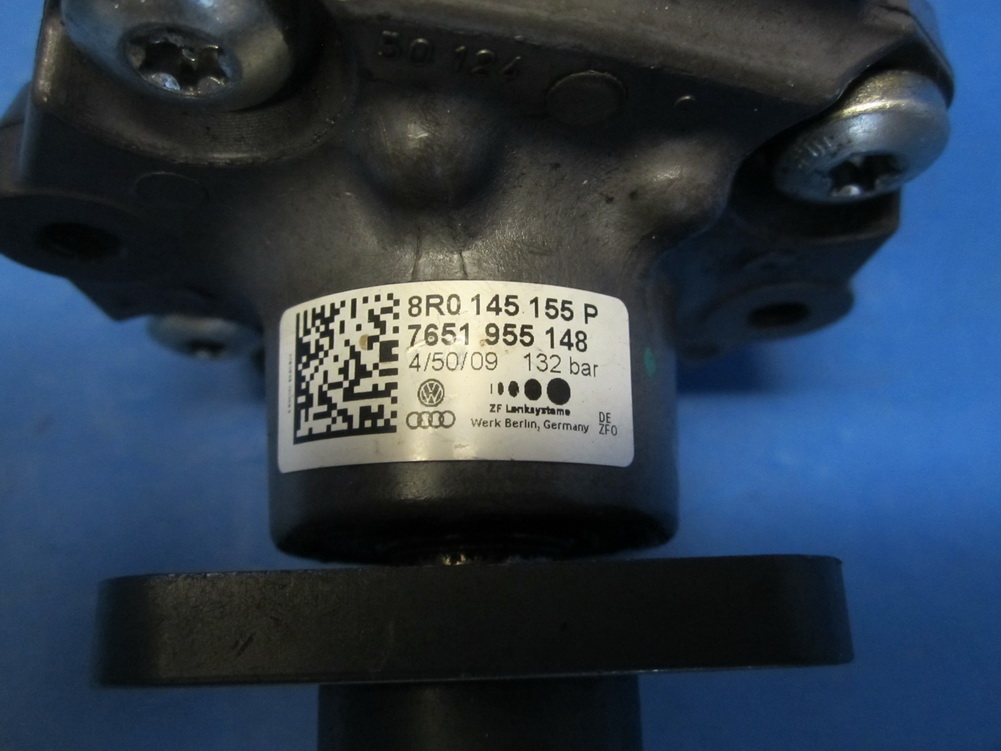 50 124
8R0 145 155 P
7651 955 148
4/50/09 132 bar
ZF Lenksysteme
Werk Berlin, Germany
DE
ZFO